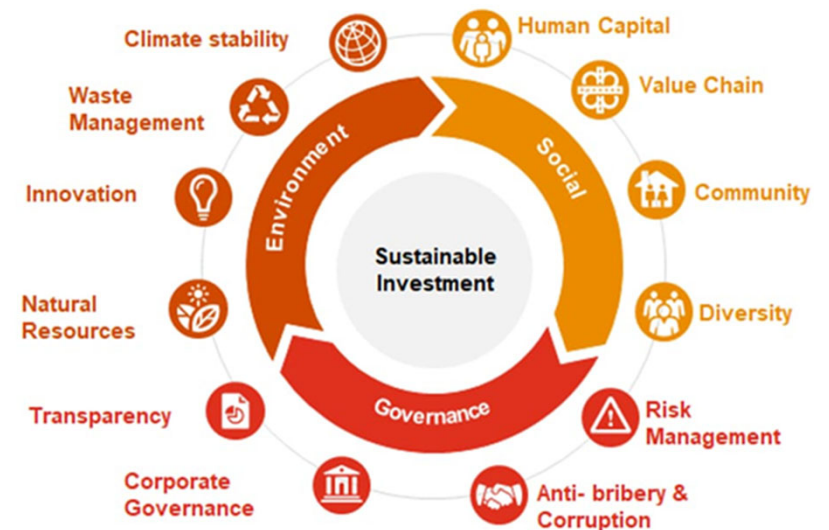 Climate stability
Human Capital
Waste
Management
Value Chain
Environment
Social
Innovation
Community
Sustainable
Investment
Natural
Resources
Diversity
Governance
Transparency
Risk
Management
Corporate
Governance
Anti- bribery &
Corruption